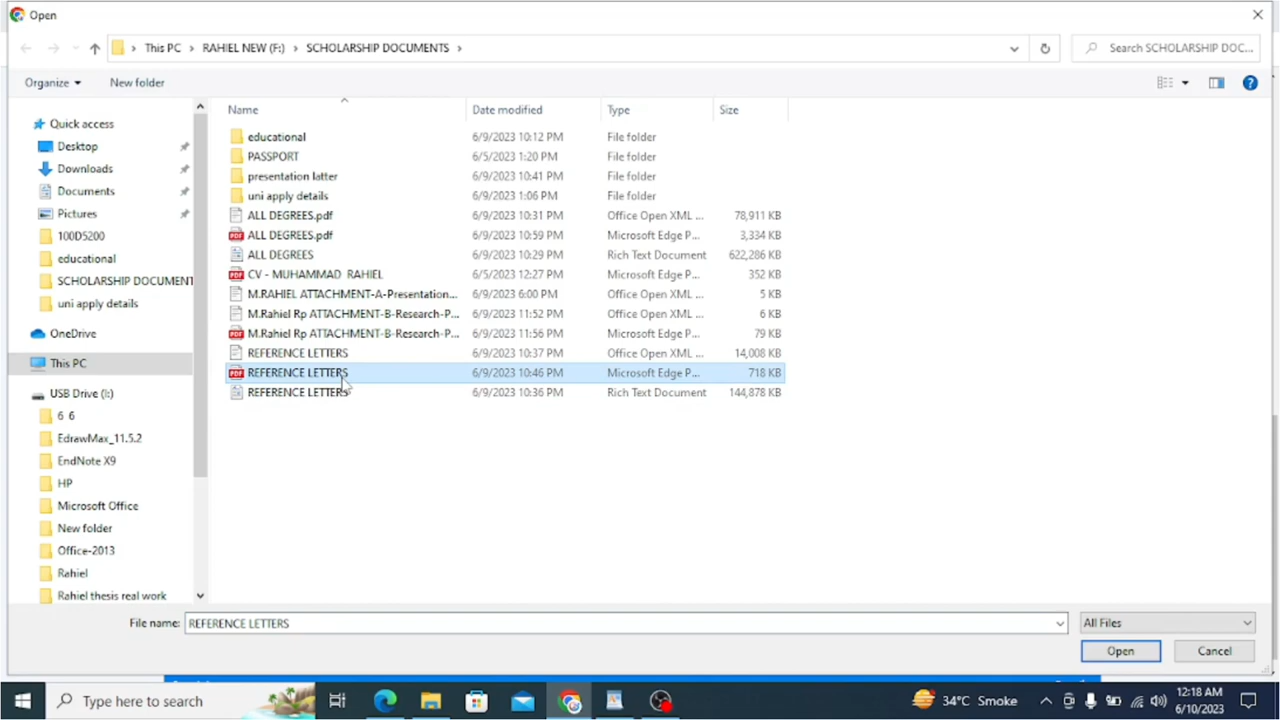 Open
This PC > RAHIEL NEW (F:) > SCHOLARSHIP DOCUMENTS >
Search SCHOLARSHIP DOC...
Organize
New folder
Name
Date modified
Type
Size
Quick access
Desktop
Downloads
Documents
Pictures
100D5200
educational
SCHOLARSHIP DOCUMENT
uni apply details
OneDrive
This PC
USB Drive (I:)
6 6
EdrawMax_11.5.2
EndNote X9
HP
Microsoft Office
New folder
Office-2013
Rahiel
Rahiel thesis real work
educational 6/9/2023 10:12 PM File folder
PASSPORT 6/5/2023 1:20 PM File folder
presentation latter 6/9/2023 10:41 PM File folder
uni apply details 6/9/2023 1:06 PM File folder
ALL DEGREES.pdf 6/9/2023 10:31 PM Office Open XML ... 78,911 KB
ALL DEGREES.pdf 6/9/2023 10:59 PM Microsoft Edge P... 3,334 KB
ALL DEGREES 6/9/2023 10:29 PM Rich Text Document 622,286 KB
CV - MUHAMMAD RAHIEL 6/5/2023 12:27 PM Microsoft Edge P... 352 KB
M.RAHIEL ATTACHMENT-A-Presentation... 6/9/2023 6:00 PM Office Open XML ... 5 KB
M.Rahiel Rp ATTACHMENT-B-Research-P... 6/9/2023 11:52 PM Office Open XML ... 6 KB
M.Rahiel Rp ATTACHMENT-B-Research-P... 6/9/2023 11:56 PM Microsoft Edge P... 79 KB
REFERENCE LETTERS 6/9/2023 10:37 PM Office Open XML ... 14,008 KB
REFERENCE LETTERS 6/9/2023 10:46 PM Microsoft Edge P... 718 KB
REFERENCE LETTERS 6/9/2023 10:36 PM Rich Text Document 144,878 KB
File name: REFERENCE LETTERS
All Files
Open
Cancel
Type here to search
34°C Smoke
12:18 AM
6/10/2023